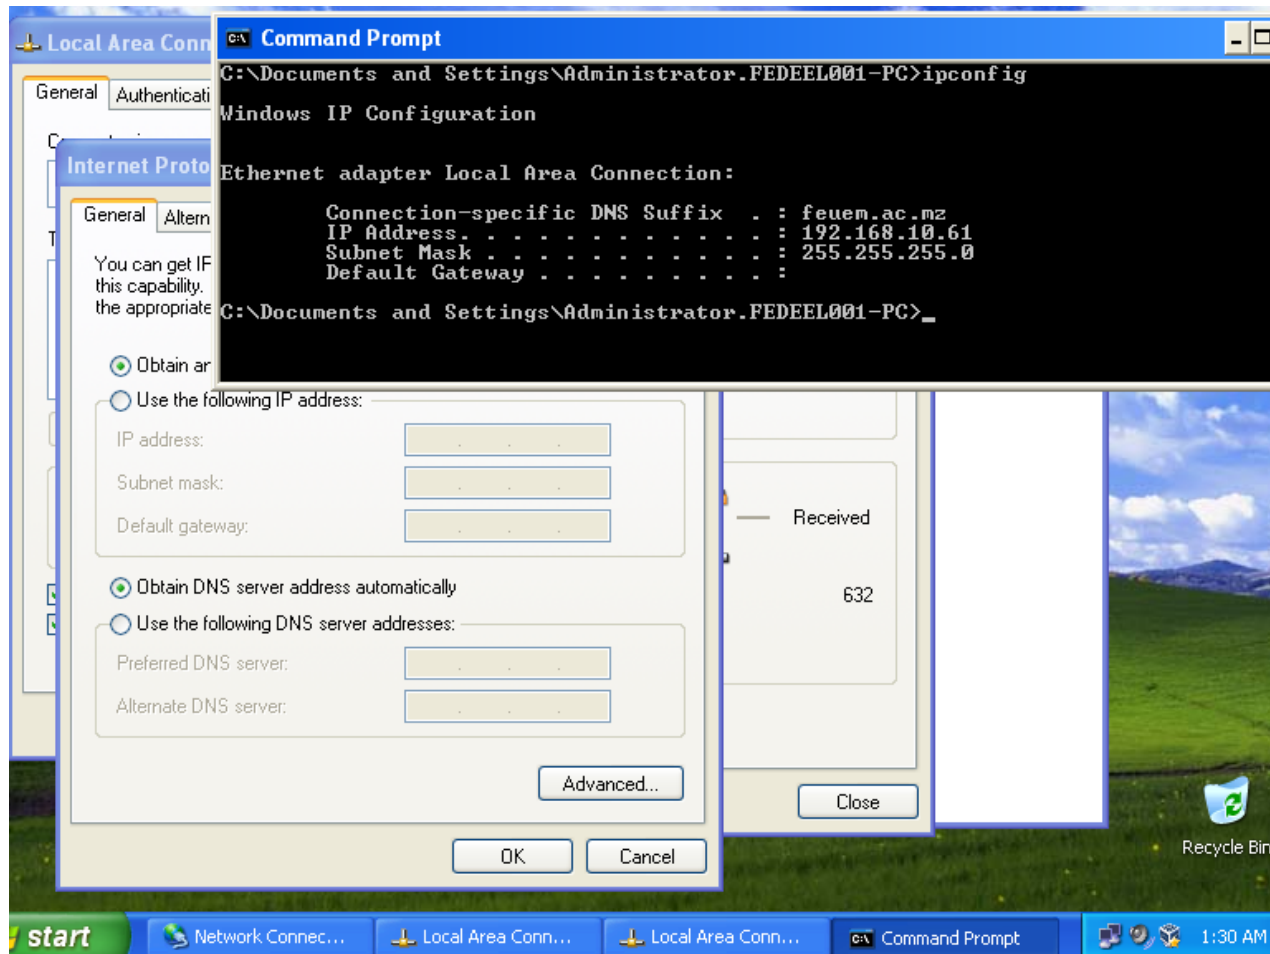 Local Area Conn
General
Authenticati
Internet Proto
General
Altern
You can get IF
this capability.
the appropriate
Obtain ar
Use the following IP address:
IP address:
Subnet mask:
Default gateway:
Obtain DNS server address automatically
Use the following DNS server addresses:
Preferred DNS server:
Alternate DNS server:
Advanced...
OK
Cancel
Command Prompt
C:\Documents and Settings\Administrator.FEDEEL001-PC>ipconfig
Windows IP Configuration
Ethernet adapter Local Area Connection:
Connection-specific DNS Suffix . : feuem.ac.mz
IP Address. . . . . . . . . . . . : 192.168.10.61
Subnet Mask . . . . . . . . . . . : 255.255.255.0
Default Gateway . . . . . . . . . :
C:\Documents and Settings\Administrator.FEDEEL001-PC>_
Received
632
Close
Recycle Bin
start
Network Connec...
Local Area Conn...
Local Area Conn...
Command Prompt
1:30 AM